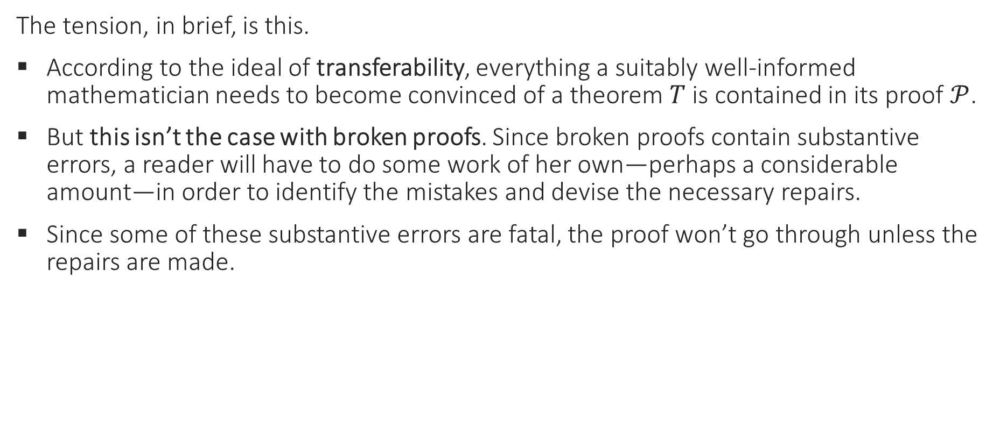 The tension, in brief, is this.
▪ According to the ideal of transferability, everything a suitably well-informed
mathematician needs to become convinced of a theorem 𝑇 is contained in its proof 𝒫.
▪ But this isn’t the case with broken proofs. Since broken proofs contain substantive
errors, a reader will have to do some work of her own—perhaps a considerable
amount—in order to identify the mistakes and devise the necessary repairs.
▪ Since some of these substantive errors are fatal, the proof won’t go through unless the
repairs are made.